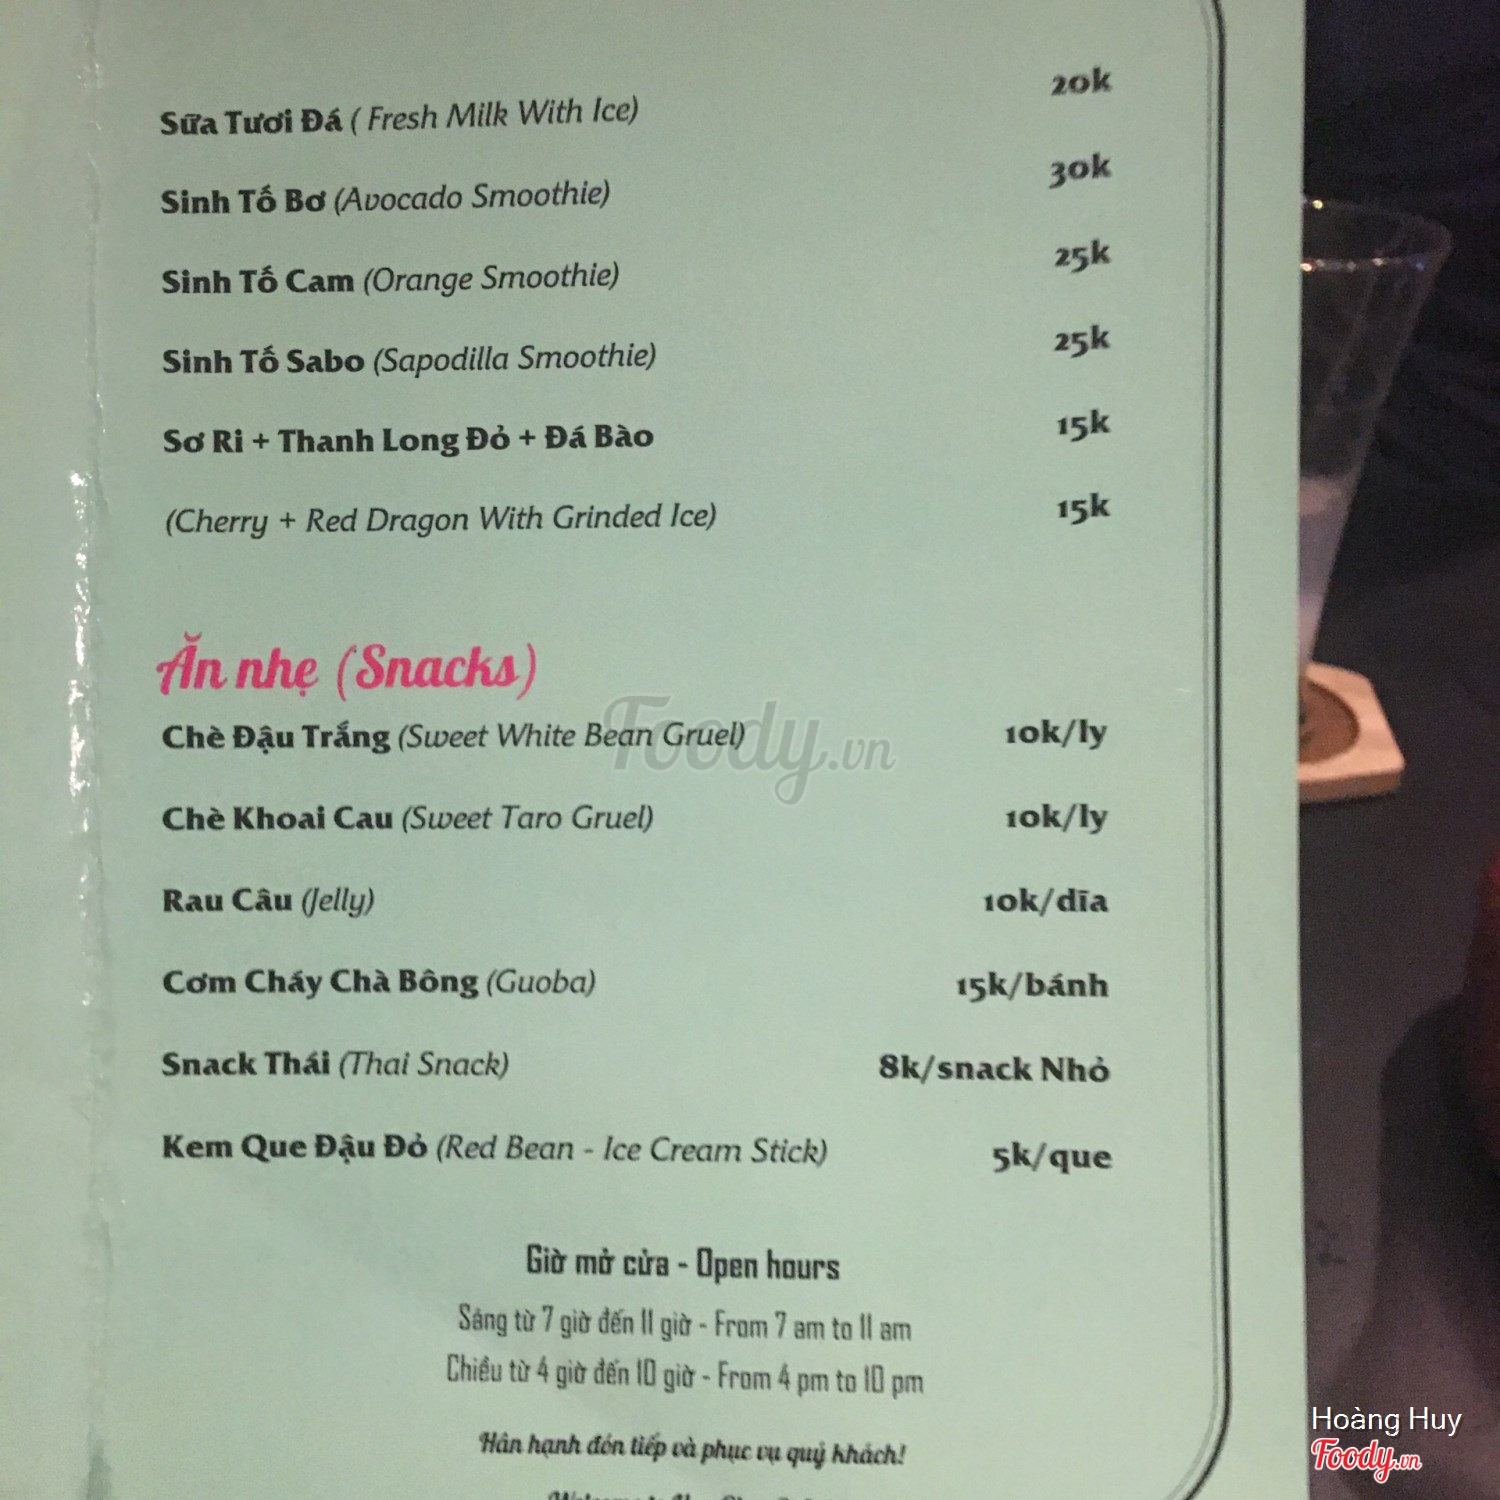 20k
Sữa Tươi Đá ( Fresh Milk With Ice)
30k
Sinh Tố Bơ (Avocado Smoothie)
25k
Sinh Tố Cam (Orange Smoothie)
25k
Sinh Tố Sabo (Sapodilla Smoothie)
15k
Sơ Ri + Thanh Long Đỏ + Đá Bào
(Cherry + Red Dragon With Grinded Ice) 15k
Ăn nhẹ (Snacks)
Chè Đậu Trắng (Sweet White Bean Gruel) 10k/ly
Foody.vn
Chè Khoai Cau (Sweet Taro Gruel) 10k/ly
Rau Câu (Jelly) 10k/dĩa
Cơm Cháy Chà Bông (Guoba) 15k/bánh
Snack Thái (Thai Snack) 8k/snack Nhỏ
Kem Que Đậu Đỏ (Red Bean - Ice Cream Stick) 5k/que
Giờ mở cửa - Open hours
Sáng từ 7 giờ đến 11 giờ - From 7 am to 11 am
Chiều từ 4 giờ đến 10 giờ - From 4 pm to 10 pm
Hân hạnh đón tiếp và phục vụ quý khách!
Hoàng Huy
Foody.vn